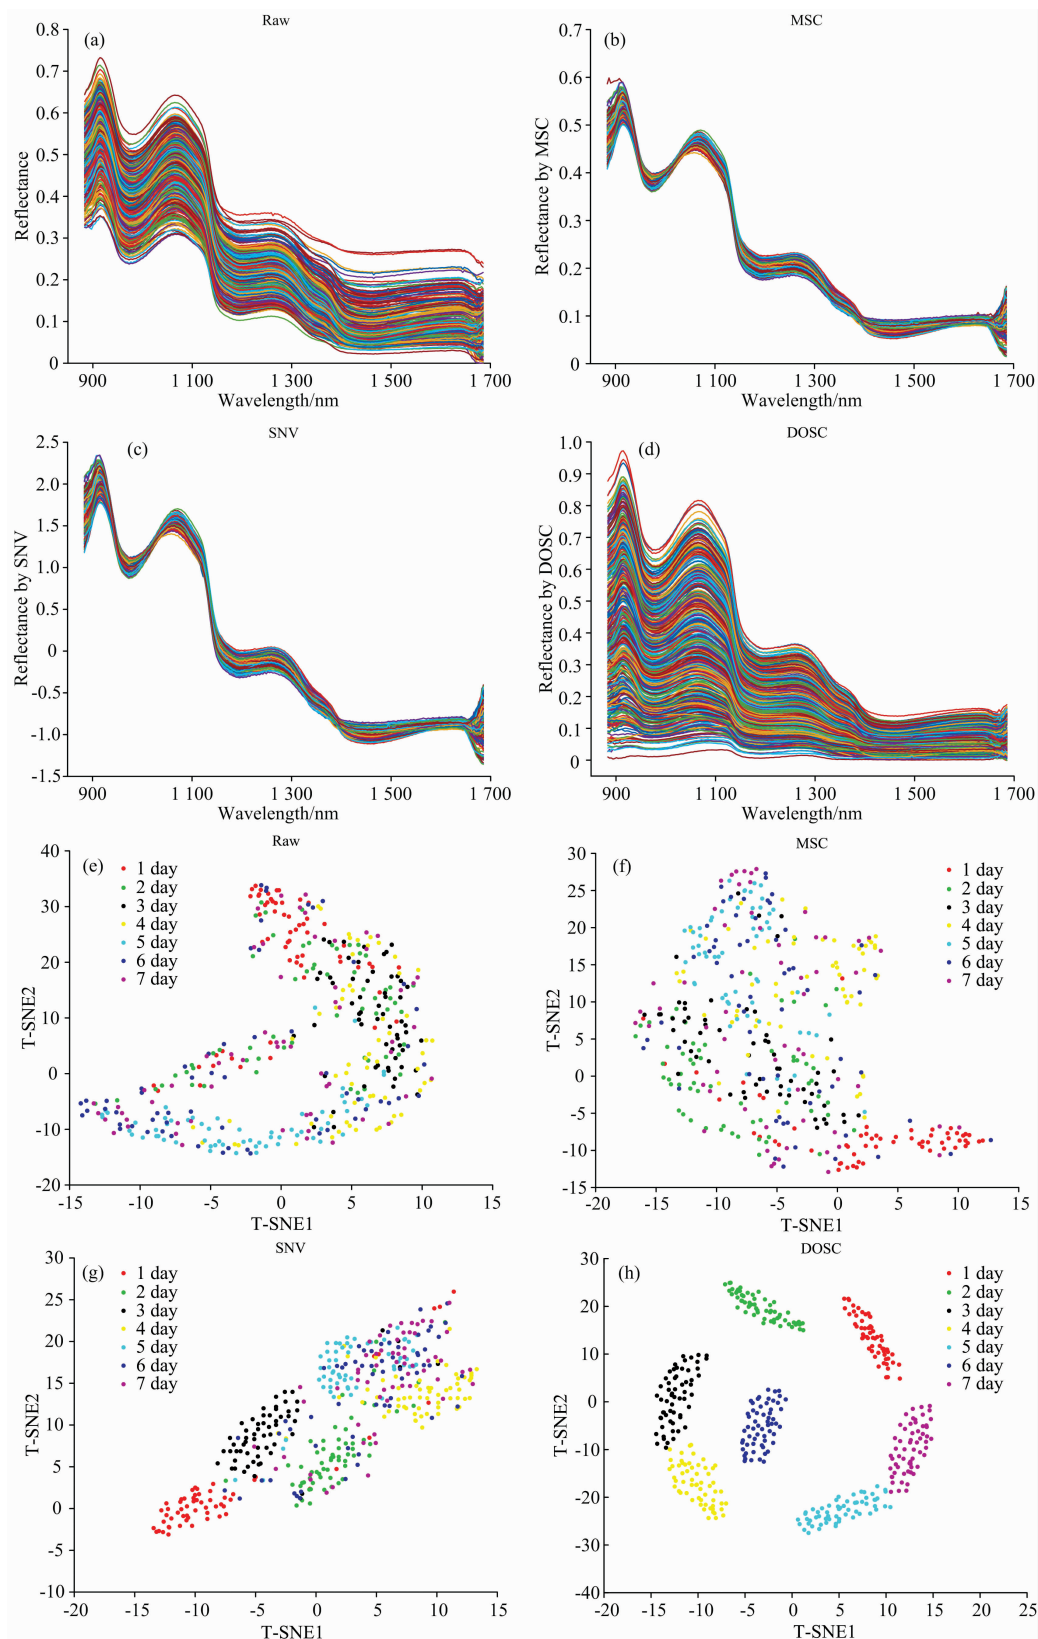 Raw
(a)
0.8
0.7
0.6
0.5
0.4
0.3
0.2
0.1
0
Reflectance
900 1 100 1 300 1 500 1 700
Wavelength/nm
MSC
(b)
0.7
0.6
0.5
0.4
0.3
0.2
0.1
0
Reflectance by MSC
900 1 100 1 300 1 500 1 700
Wavelength/nm
SNV
(c)
2.5
2.0
1.5
1.0
0.5
0
-0.5
-1.0
-1.5
Reflectance by SNV
900 1 100 1 300 1 500 1 700
Wavelength/nm
DOSC
(d)
1.0
0.9
0.8
0.7
0.6
0.5
0.4
0.3
0.2
0.1
0
Reflectance by DOSC
900 1 100 1 300 1 500 1 700
Wavelength/nm
Raw
(e)
1 day
2 day
3 day
4 day
5 day
6 day
7 day
40
30
20
10
0
-10
-20
T-SNE2
-15 -10 -5 0 5 10 15
T-SNE1
MSC
(f)
1 day
2 day
3 day
4 day
5 day
6 day
7 day
30
25
20
15
10
5
0
-5
-10
-15
T-SNE2
-20 -15 -10 -5 0 5 10 15
T-SNE1
SNV
(g)
1 day
2 day
3 day
4 day
5 day
6 day
7 day
30
25
20
15
10
5
0
-5
-10
T-SNE2
-20 -15 -10 -5 0 5 10 15
T-SNE1
DOSC
(h)
1 day
2 day
3 day
4 day
5 day
6 day
7 day
30
20
10
0
-10
-20
-30
-40
T-SNE2
-20 -15 -10 -5 0 5 10 15 20 25
T-SNE1